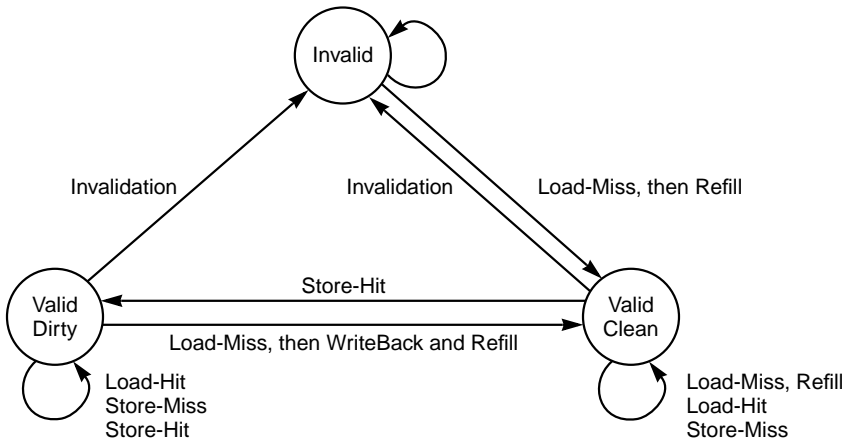 Invalid
Invalidation
Invalidation
Load-Miss, then Refill
Store-Hit
Valid
Dirty
Valid
Clean
Load-Miss, then WriteBack and Refill
Load-Hit
Store-Miss
Store-Hit
Load-Miss, Refill
Load-Hit
Store-Miss